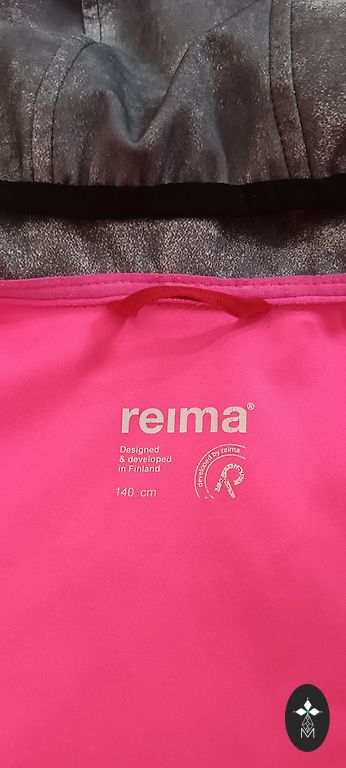 reima®
Designed
& developed
in Finland
developed by reima
140 cm